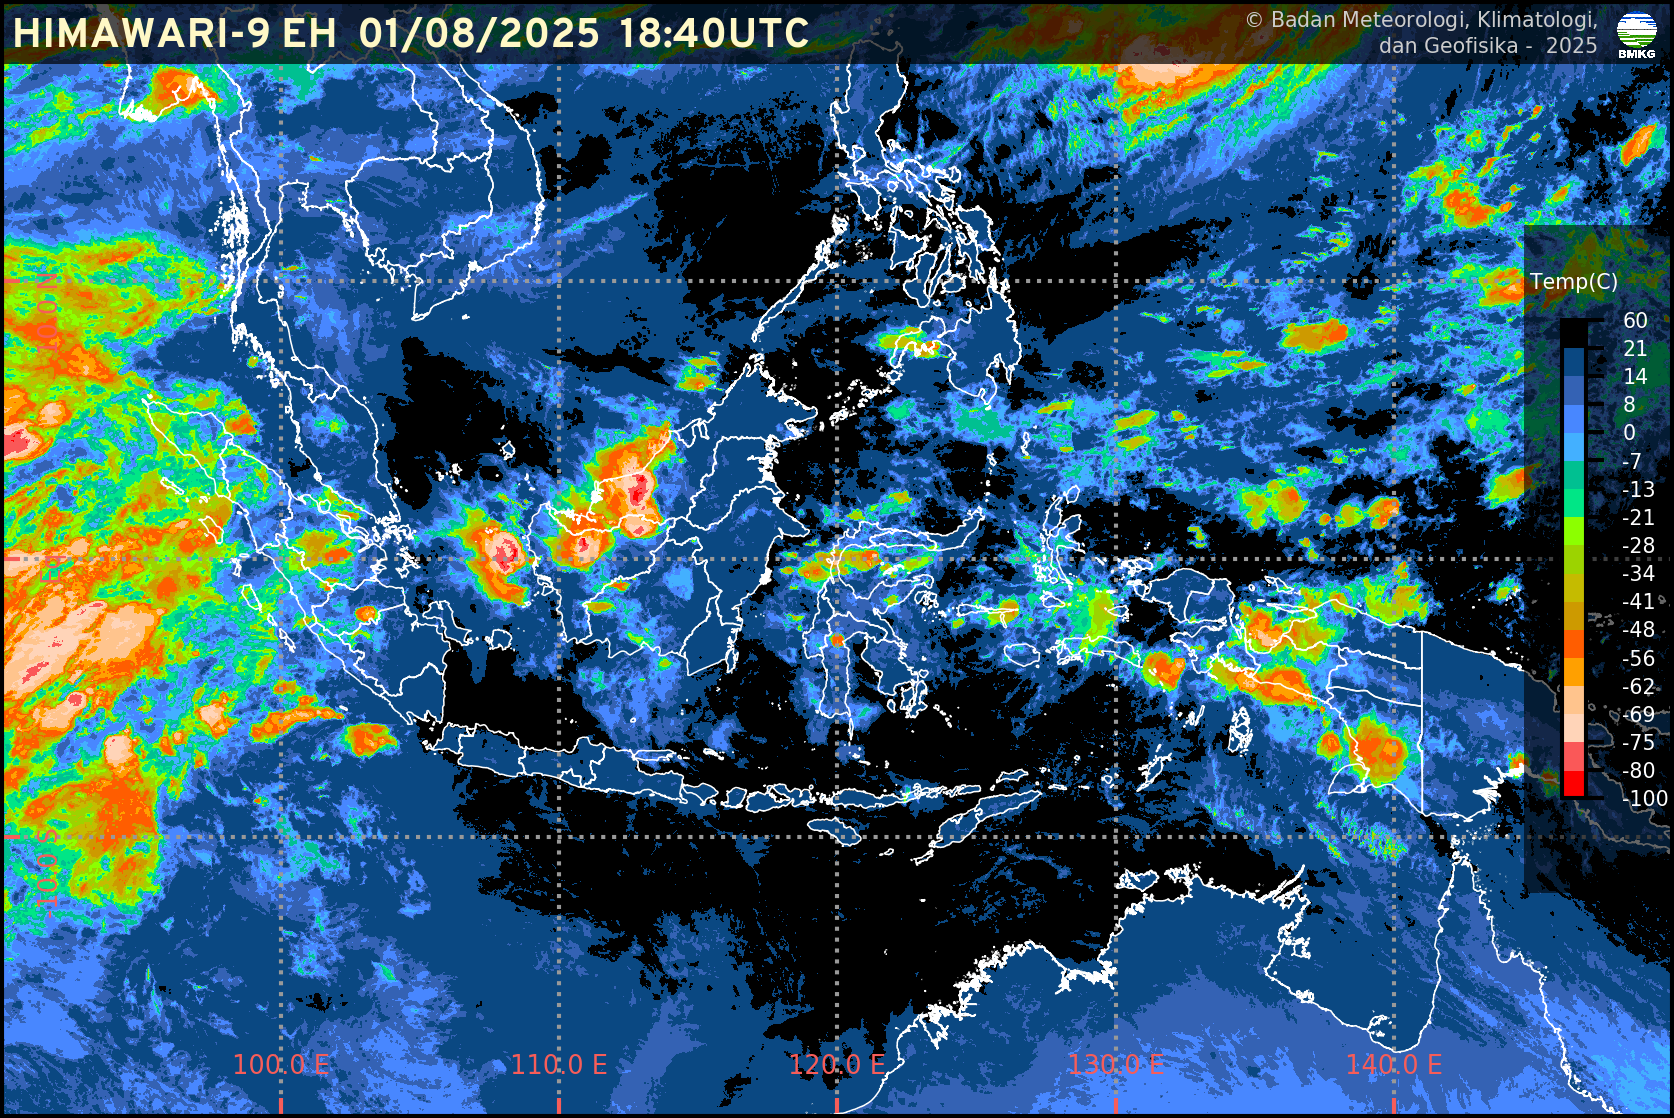 HIMAWARI-9 EH 01/08/2025 18:40UTC
© Badan Meteorologi, Klimatologi,
dan Geofisika - 2025
BMKG
Temp(C)
60
21
14
8
0
-7
-13
-21
-28
-34
-41
-48
-56
-62
-69
-75
-80
-100
-10.0 S
100.0 E
110.0 E
120.0 E
130.0 E
140.0 E